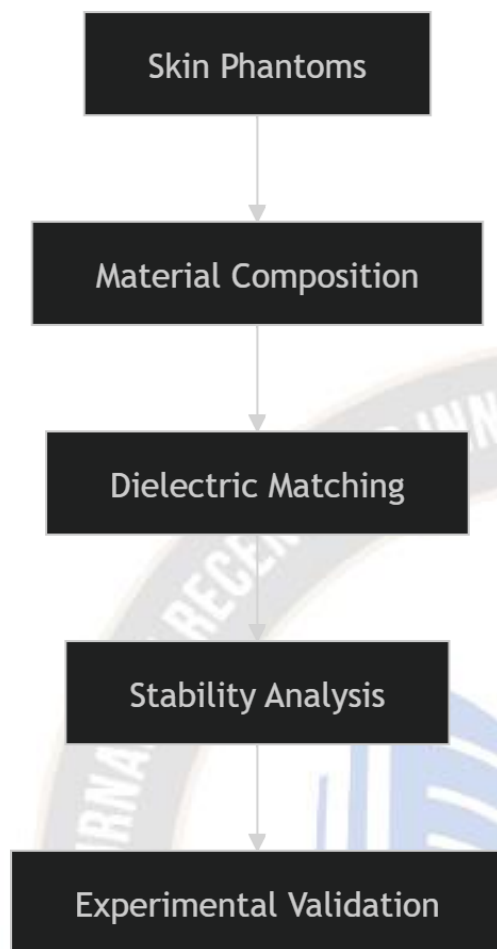 Skin Phantoms
Material Composition
Dielectric Matching
Stability Analysis
Experimental Validation